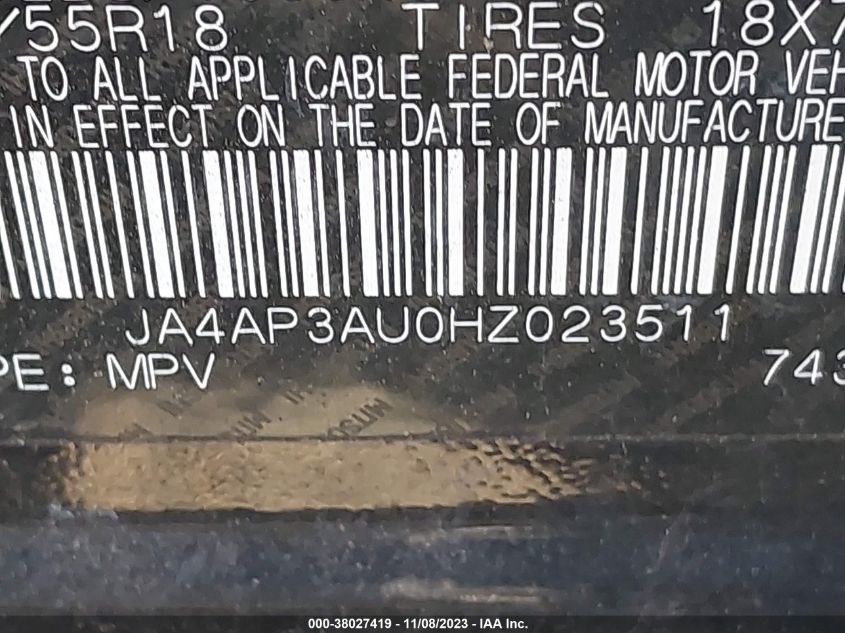 /55R18 TIRES 18X7
TO ALL APPLICABLE FEDERAL MOTOR VEH
IN EFFECT ON THE DATE OF MANUFACTURE
JA4AP3AU0HZ023511
PE: MPV 743
000-38027419 - 11/08/2023 - IAA Inc.